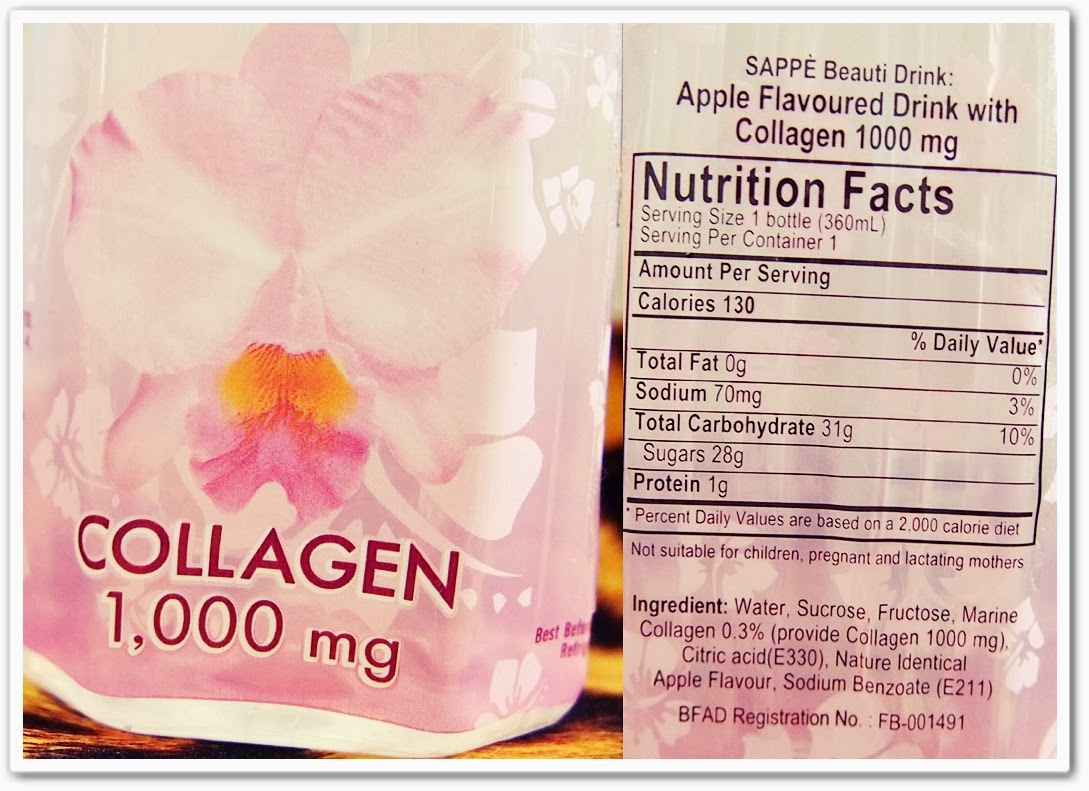 COLLAGEN
1,000 mg
Best
SAPPÈ Beauti Drink:
Apple Flavoured Drink with
Collagen 1000 mg
Nutrition Facts
Serving Size 1 bottle (360mL)
Serving Per Container 1
Amount Per Serving
Calories 130
% Daily Value*
Total Fat 0g 0%
Sodium 70mg 3%
Total Carbohydrate 31g 10%
Sugars 28g
Protein 1g
* Percent Daily Values are based on a 2,000 calorie diet
Not suitable for children, pregnant and lactating mothers
Ingredient: Water, Sucrose, Fructose, Marine
Collagen 0.3% (provide Collagen 1000 mg),
Citric acid(E330), Nature Identical
Apple Flavour, Sodium Benzoate (E211)
BFAD Registration No. : FB-001491